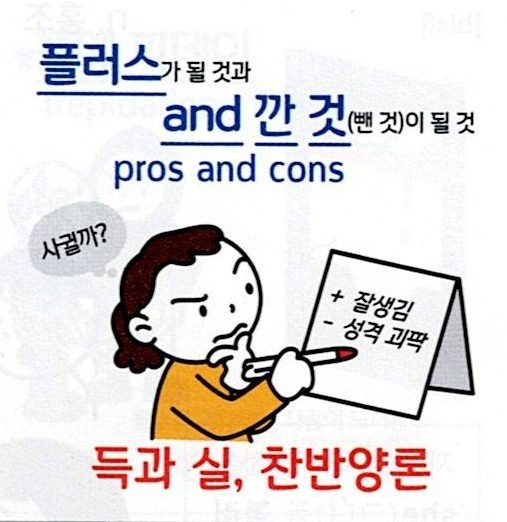 플러스가 될 것과
and 깐 것(뺀 것)이 될 것
pros and cons
사귈까?
+ 잘생김
- 성격 괴팍
득과 실, 찬반양론